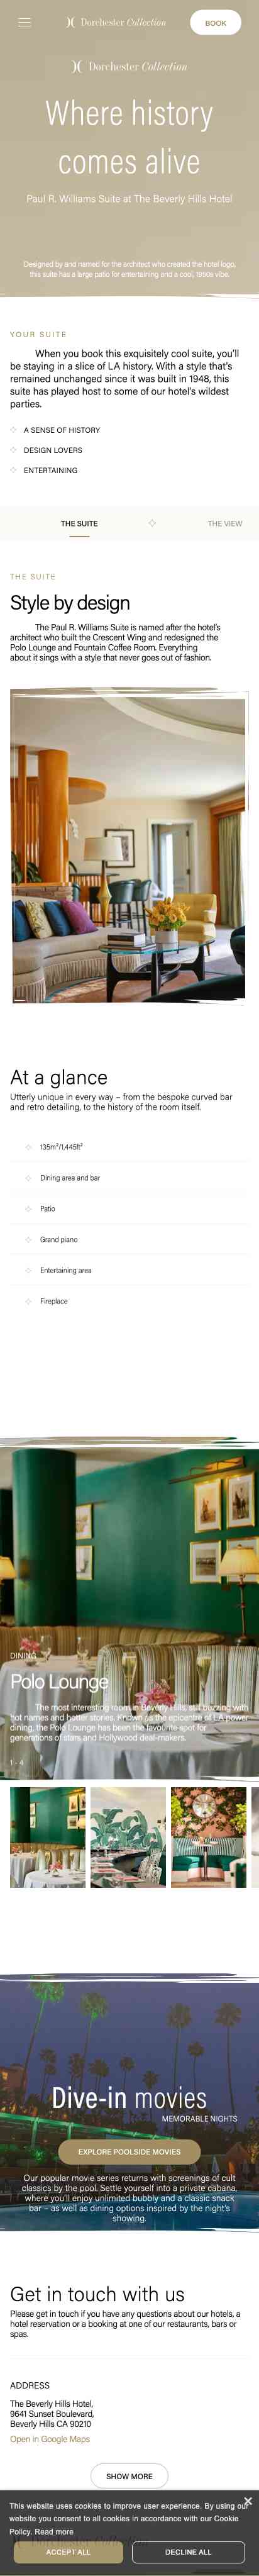 Dorchester Collection
BOOK
Dorchester Collection
Where history
comes alive
Paul R. Williams Suite at The Beverly Hills Hotel
Designed by and named for the architect who created the hotel logo,
this suite has a large patio for entertaining and a cool, 1950s vibe.
YOUR SUITE
When you book this exquisitely cool suite, you'll
be staying in a slice of LA history. With a style that's
remained unchanged since it was built in 1948, this
suite has played host to some of our hotel's wildest
parties.
A SENSE OF HISTORY
DESIGN LOVERS
ENTERTAINING
THE SUITE
THE VIEW
THE SUITE
Style by design
The Paul R. Williams Suite is named after the hotel's
architect who built the Crescent Wing and redesigned the
Polo Lounge and Fountain Coffee Room. Everything
about it sings with a style that never goes out of fashion.
At a glance
Utterly unique in every way – from the bespoke curved bar
and retro detailing, to the history of the room itself.
135m²/1,445ft²
Dining area and bar
Patio
Grand piano
Entertaining area
Fireplace
DINING
Polo Lounge
The most interesting room in Beverly Hills, still buzzing with
hot names and hotter stories. Known as the epicentre of LA power
dining, the Polo Lounge has been the favourite spot for
generations of stars and Hollywood deal-makers.
1 - 4
Dive-in movies
MEMORABLE NIGHTS
EXPLORE POOLSIDE MOVIES
Our popular movie series returns with screenings of cult
classics by the pool. Settle yourself into a private cabana,
where you'll enjoy unlimited bubbly and a classic snack
bar – as well as dining options inspired by the night's
showing.
Get in touch with us
Please get in touch if you have any questions about our hotels, a
hotel reservation or a booking at one of our restaurants, bars or
spas.
ADDRESS
The Beverly Hills Hotel,
9641 Sunset Boulevard,
Beverly Hills CA 90210
Open in Google Maps
SHOW MORE
This website uses cookies to improve user experience. By using our
website you consent to all cookies in accordance with our Cookie
Policy. Read more
ACCEPT ALL
DECLINE ALL